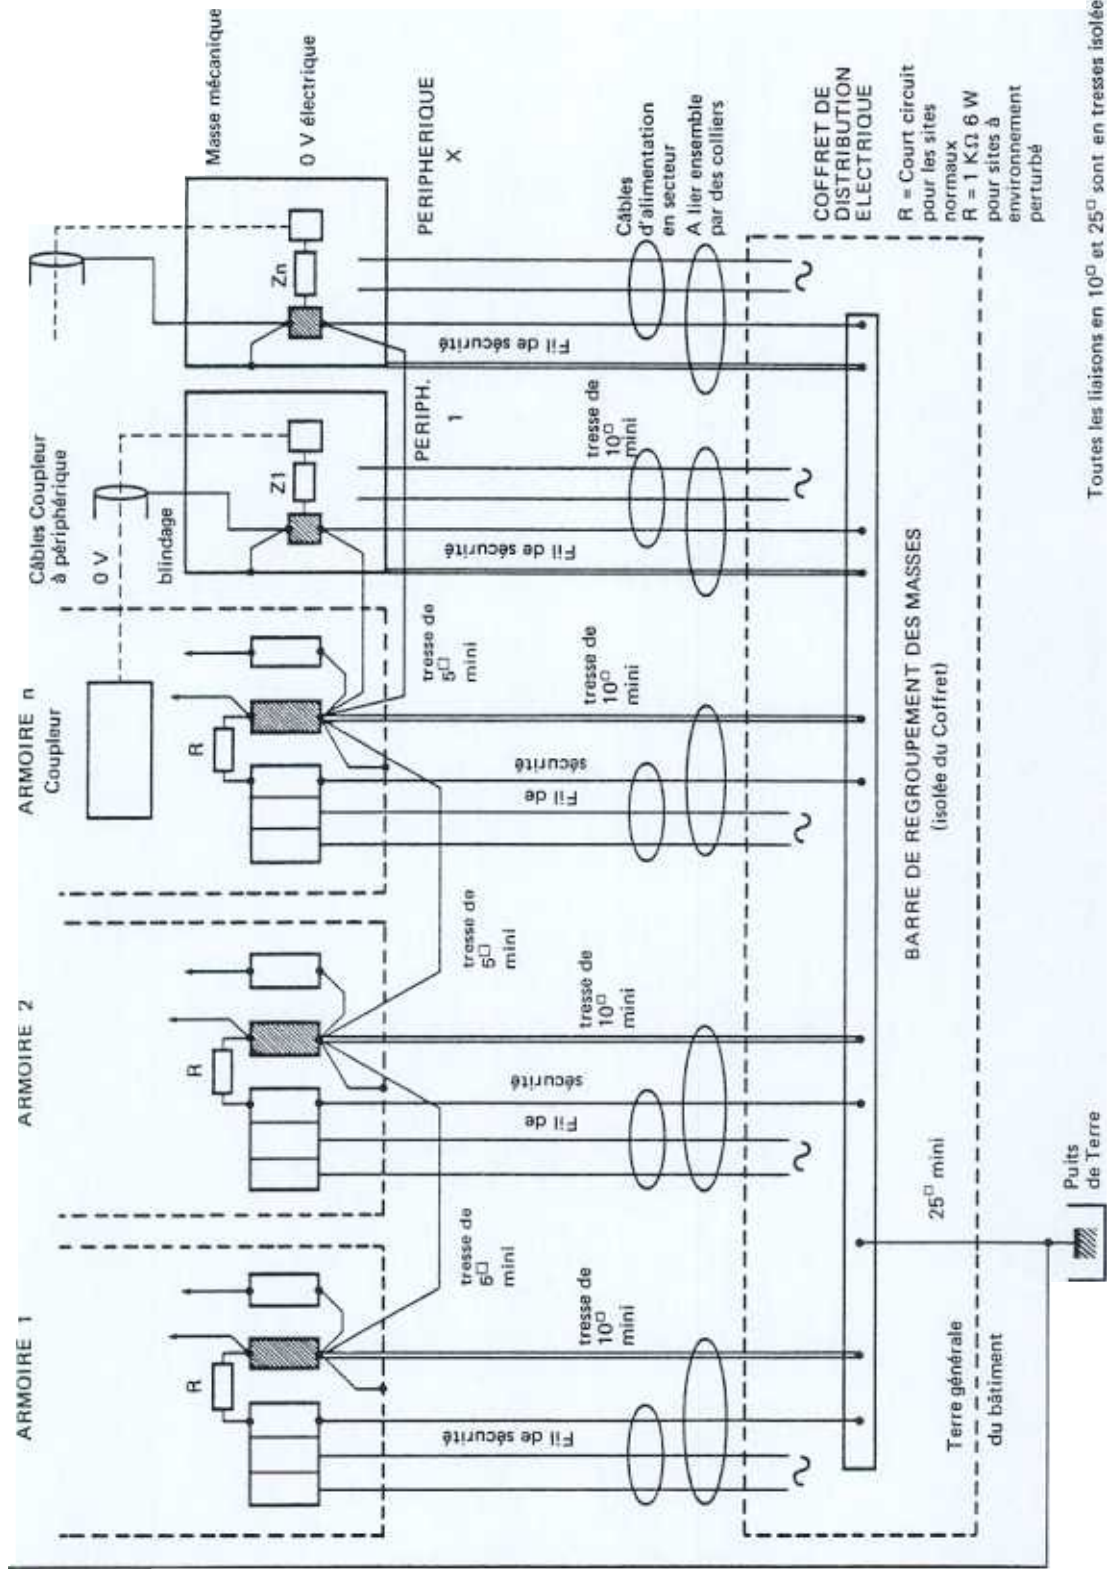 ARMOIRE 1
ARMOIRE 2
ARMOIRE n
Coupleur
Câbles Coupleur
à périphérique
0 V
blindage
Masse mécanique
0 V électrique
R
R
R
Z1
Zn
PERIPH.
1
PERIPHERIQUE
X
tresse de
5□
mini
tresse de
5□
mini
tresse de
5□
mini
Fil de sécurité
tresse de
10□
mini
Fil de
sécurité
tresse de
10□
mini
Fil de
sécurité
tresse de
10□
mini
Fil de sécurité
tresse de
10□
mini
Fil de sécurité
Câbles
d'alimentation
en secteur
A lier ensemble
par des colliers
COFFRET DE
DISTRIBUTION
ELECTRIQUE
R = Court circuit
pour les sites
normaux
R = 1 KΩ 6 W
pour sites à
environnement
perturbé
BARRE DE REGROUPEMENT DES MASSES
(isolée du Coffret)
25□ mini
Terre générale
du bâtiment
Puits
de Terre
Toutes les liaisons en 10□ et 25□ sont en tresses isolée